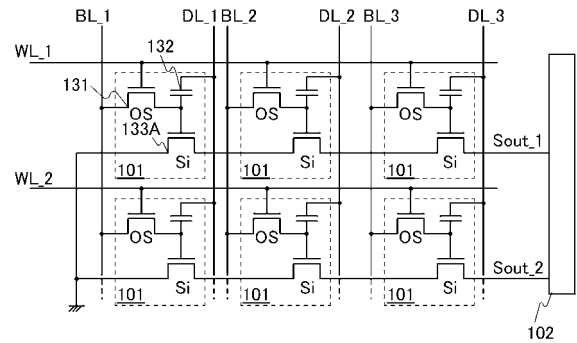 BL_1 DL_1 BL_2 DL_2 BL_3 DL_3
WL_1 132
131 OS OS OS
133A Sout_1
Si Si Si
101 101 101
WL_2
OS OS OS
Sout_2
Si Si Si
101 101 101
102